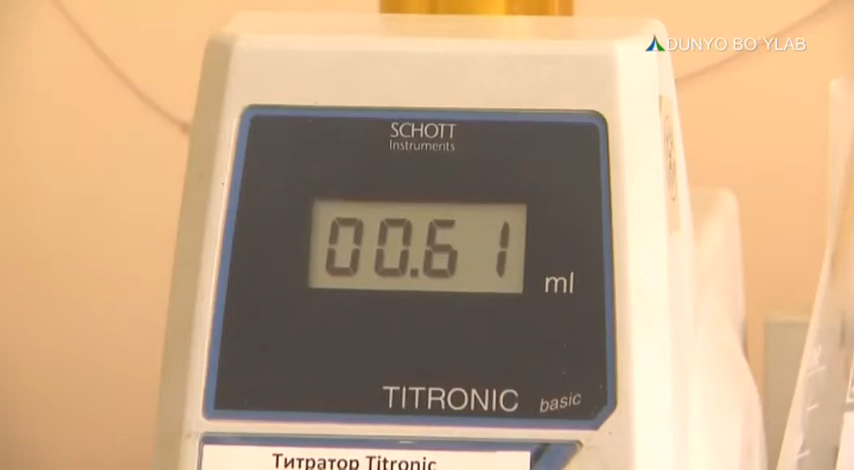 DUNYO BO'YLAB
SCHOTT
Instruments
00.61
ml
TITRONIC basic
Титратор Titronic